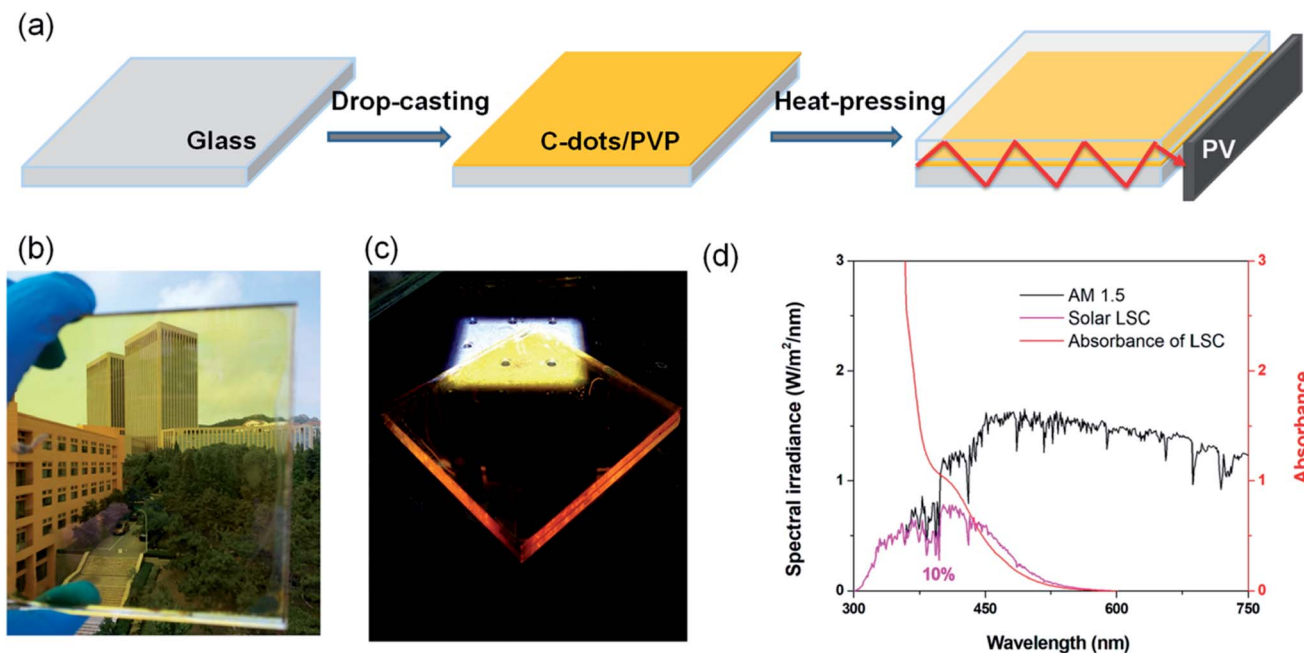 (a)
Glass
Drop-casting
C-dots/PVP
Heat-pressing
PV
(b)
(c)
(d)
AM 1.5
Solar LSC
Absorbance of LSC
10%
Spectral irradiance (W/m²/nm)
3
2
1
0
300
450
600
750
Wavelength (nm)
3
2
1
0
Absorbance